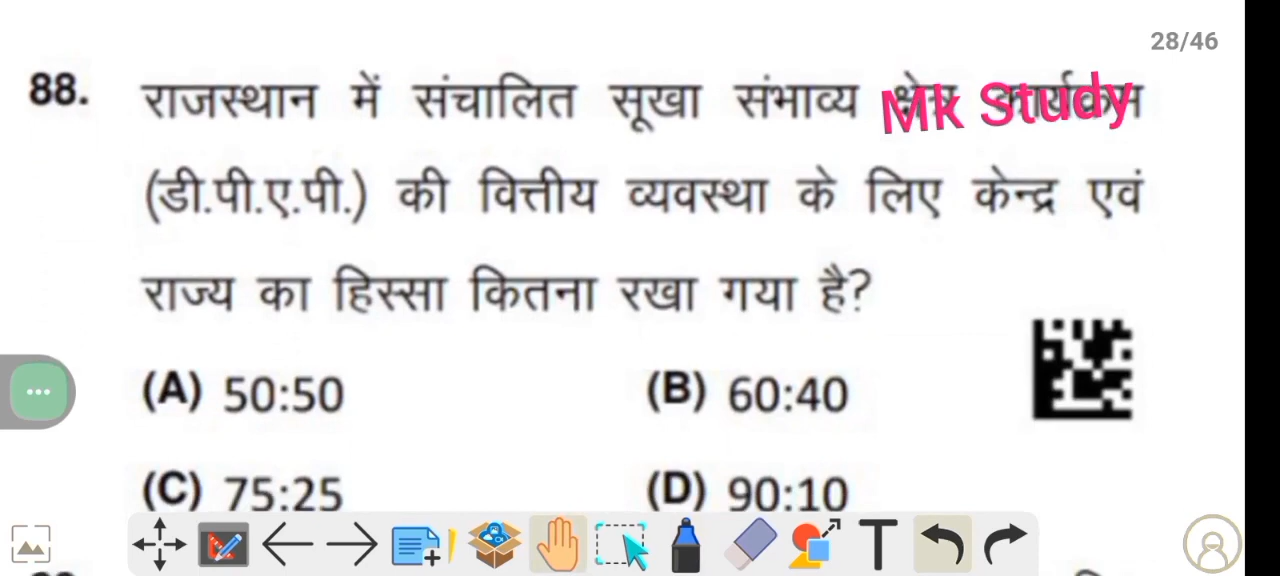 28/46
88. राजस्थान में संचालित सूखा संभाव्य
Mk Study
(डी.पी.ए.पी.) की वित्तीय व्यवस्था के लिए केन्द्र एवं
राज्य का हिस्सा कितना रखा गया है?
(A) 50:50 (B) 60:40
(C) 75:25 (D) 90:10
T